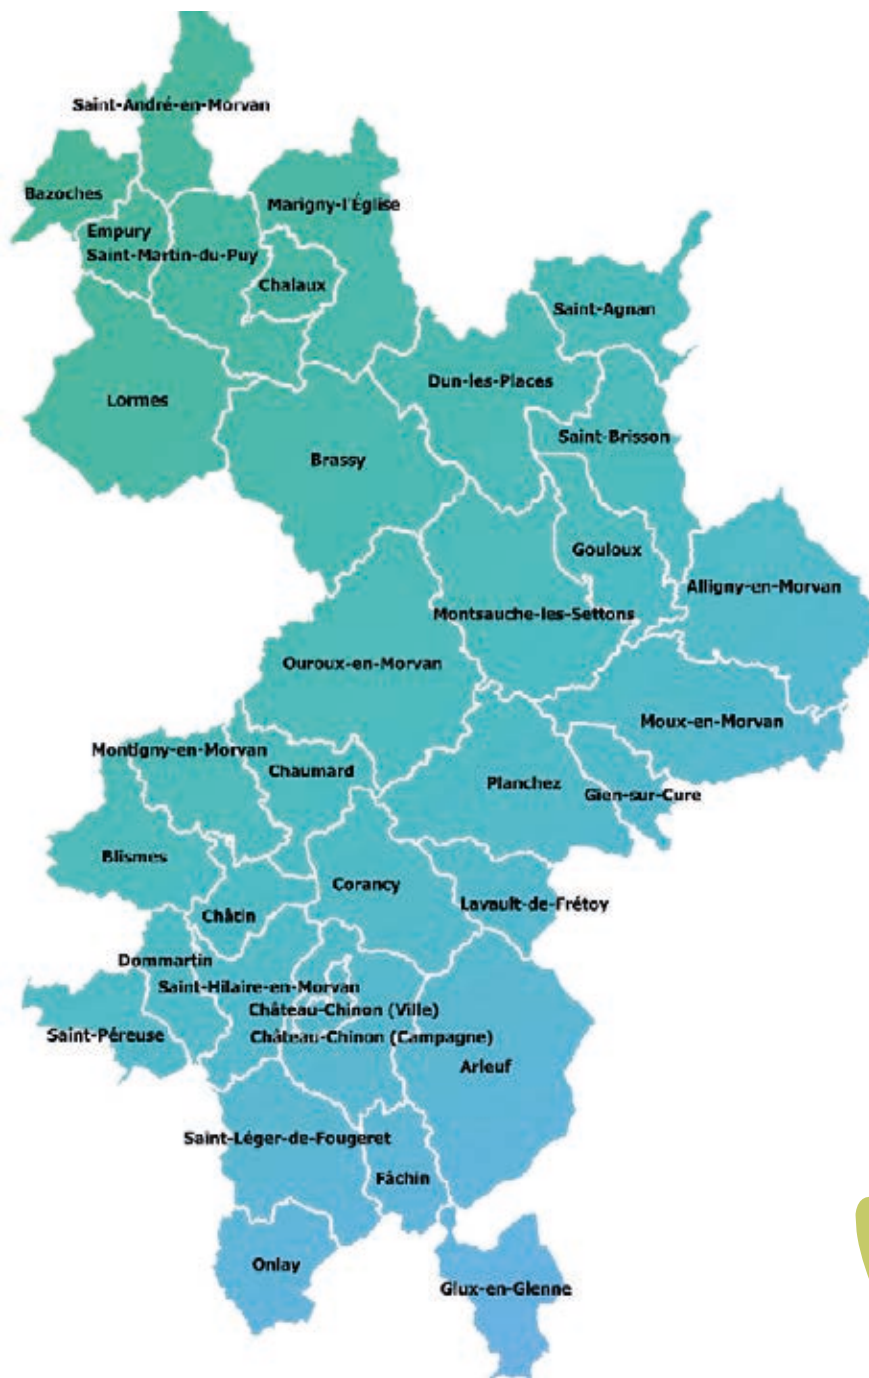 Saint-André-en-Morvan
Bazoches
Marigny-l'Église
Empury
Saint-Martin-du-Puy
Chalaux
Saint-Agnan
Dun-les-Places
Lormes
Saint-Brisson
Brassy
Gouloux
Alligny-en-Morvan
Montsauche-les-Settons
Ouroux-en-Morvan
Moux-en-Morvan
Montigny-en-Morvan
Chaumard
Planchez
Gien-sur-Cure
Blismes
Corancy
Lavault-de-Frétoy
Châtin
Dommartin
Saint-Hilaire-en-Morvan
Château-Chinon (Ville)
Saint-Péreuse
Château-Chinon (Campagne)
Arleuf
Saint-Léger-de-Fougeret
Fâchin
Onlay
Glux-en-Glenne